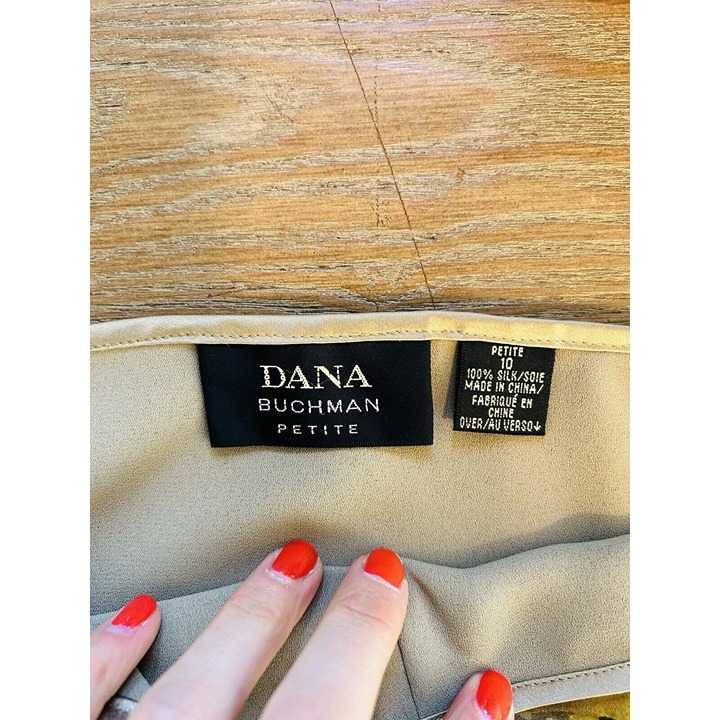 DANA
BUCHMAN
PETITE
PETITE
10
100% SILK/SOIE
MADE IN CHINA/
FABRIQUÉ EN
CHINE
OVER/AU VERSO↓